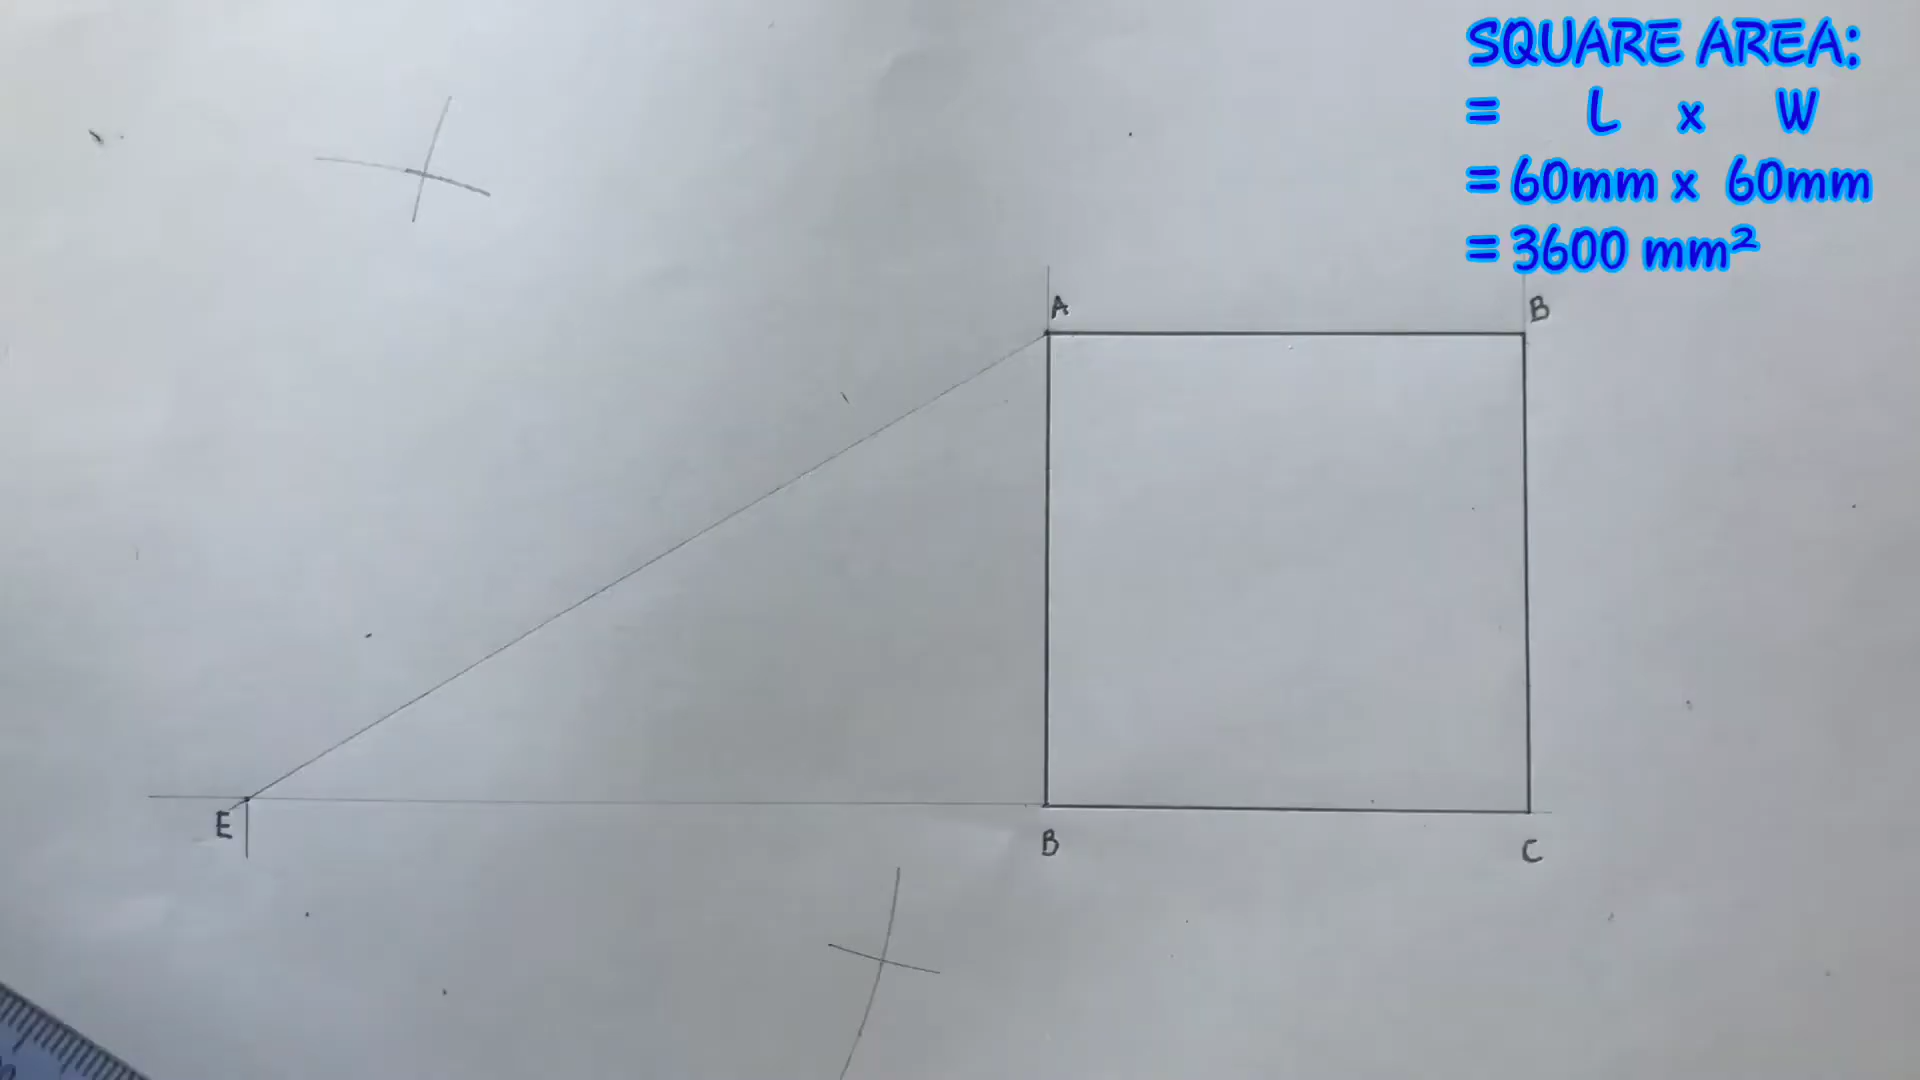 SQUARE AREA:
= L x W
= 60mm x 60mm
= 3600 mm²
A B
E B C